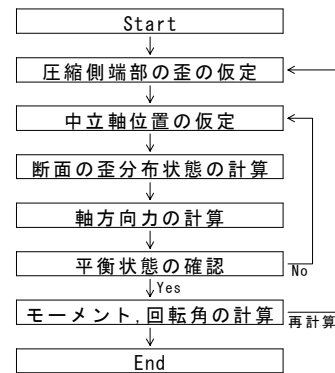 Start
圧縮側端部の歪の仮定
中立軸位置の仮定
断面の歪分布状態の計算
軸方向力の計算
平衡状態の確認
No
Yes
モーメント,回転角の計算
再計算
End